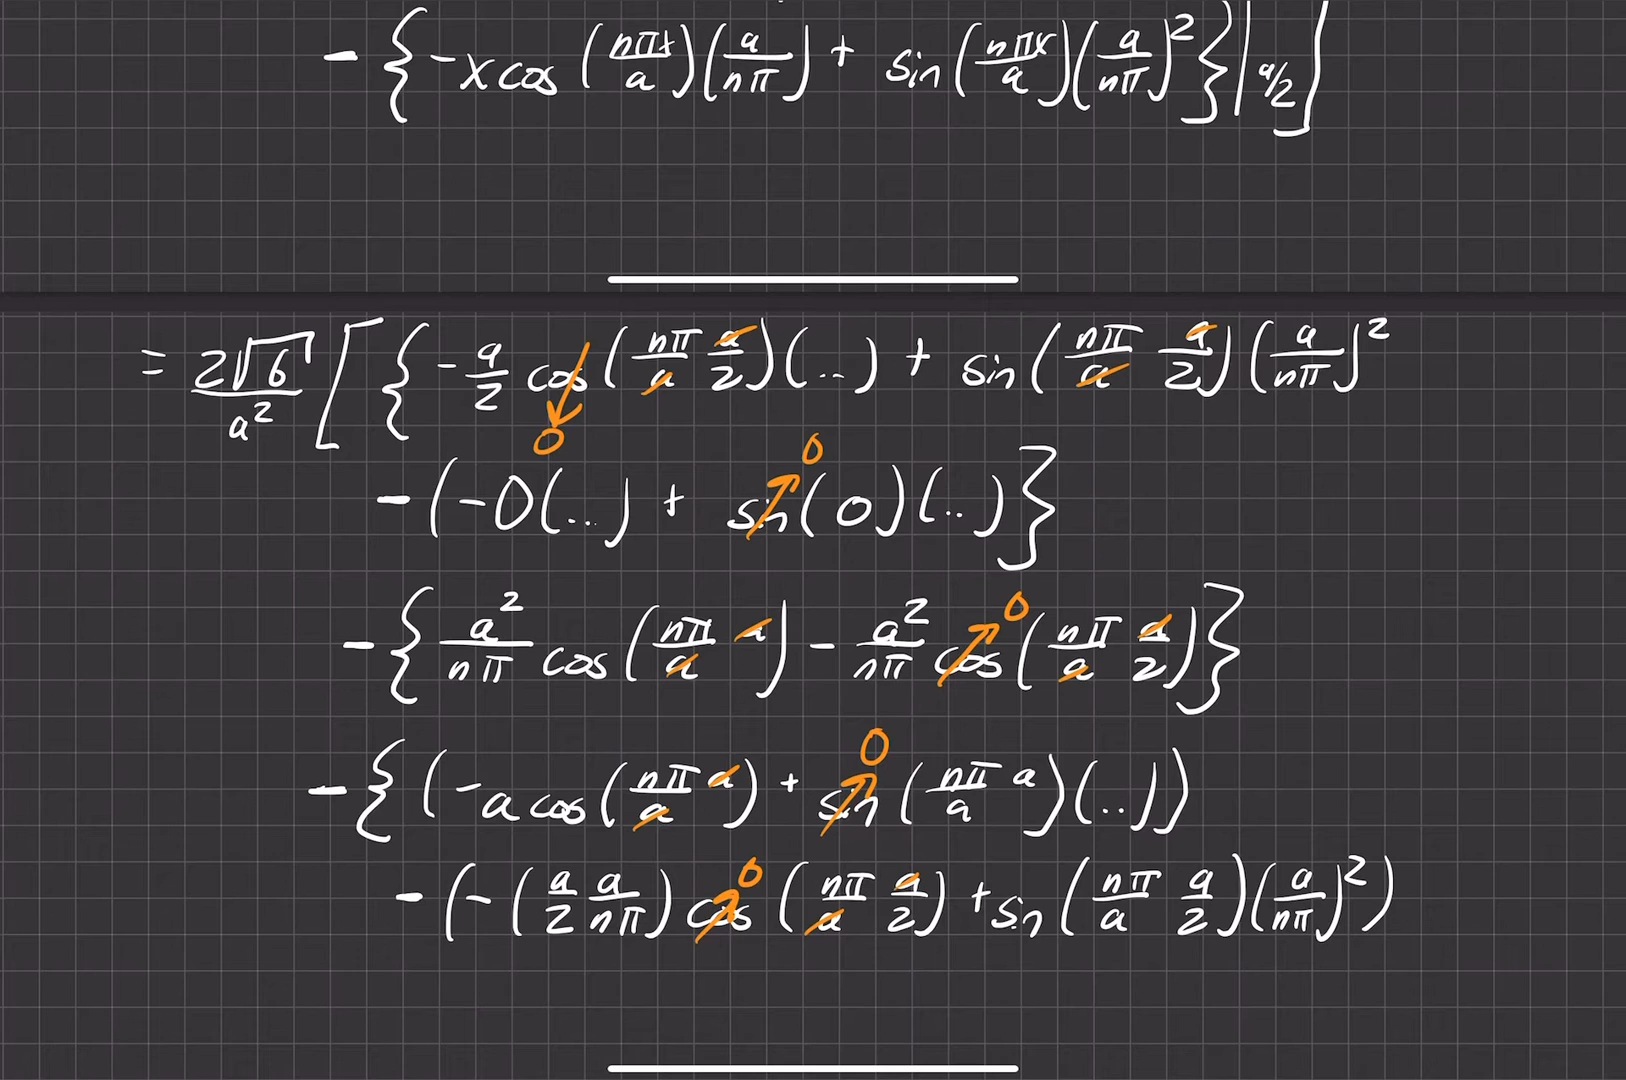 - { -x cos (nπx/a)(a/nπ) + sin(nπx/a)(a/nπ)² }|a/2 ]
= 2√6/a² [ { -a/2 cos (nπ/a a/2)(..) + sin (nπ/a a/2)(a/nπ)²
0 0
- (-0(...) + sin(0)(..) }
0
- { a²/nπ cos (nπ/a a) - a²/nπ cos (nπ/a a/2) }
0
- { (-a cos (nπ/a a) + sin (nπ/a a)(..))
0
- (-(a/2 a/nπ) cos (nπ/a a/2) + sin (nπ/a a/2)(a/nπ)²)